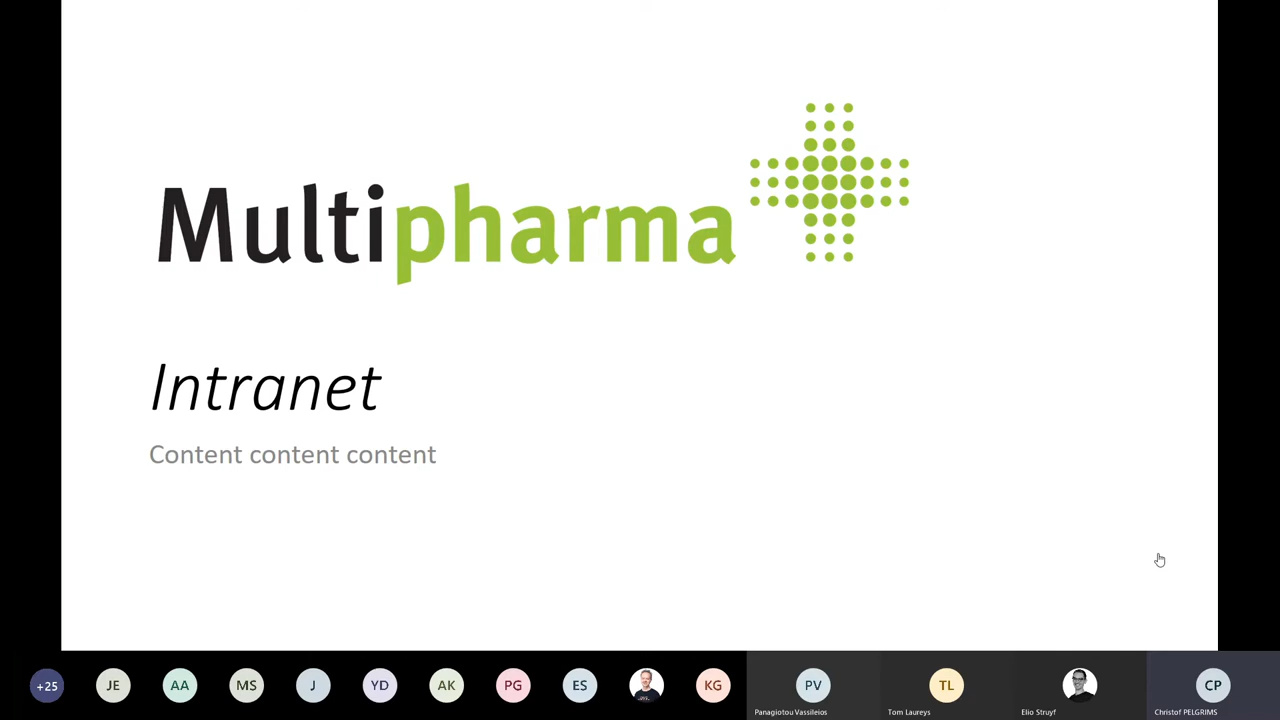 Multipharma
Intranet
Content content content
+25
JE
AA
MS
J
YD
AK
PG
ES
KG
PV
TL
CP
Panagiotou Vassileios
Tom Laureys
Elio Struyf
Christof PELGRIMS